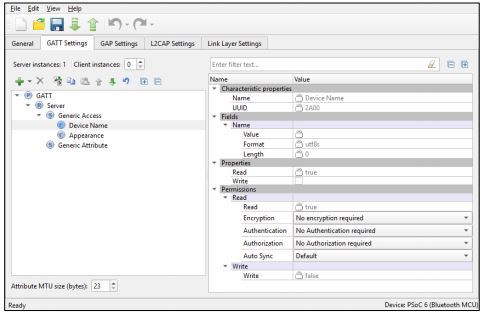 File Edit View Help
General GATT Settings GAP Settings L2CAP Settings Link Layer Settings
Server instances: 1 Client instances: 0
Enter filter text...
GATT
Server
Generic Access
Device Name
Appearance
Generic Attribute
Attribute MTU size (bytes): 23
Name Value
Characteristic properties
Name Device Name
UUID 2A00
Fields
Name
Value
Format utf8s
Length 0
Properties
Read true
Write
Permissions
Read
Read true
Encryption No encryption required
Authentication No Authentication required
Authorization No Authorization required
Auto Sync Default
Write
Write false
Ready Device: PSoC 6 (Bluetooth MCU)